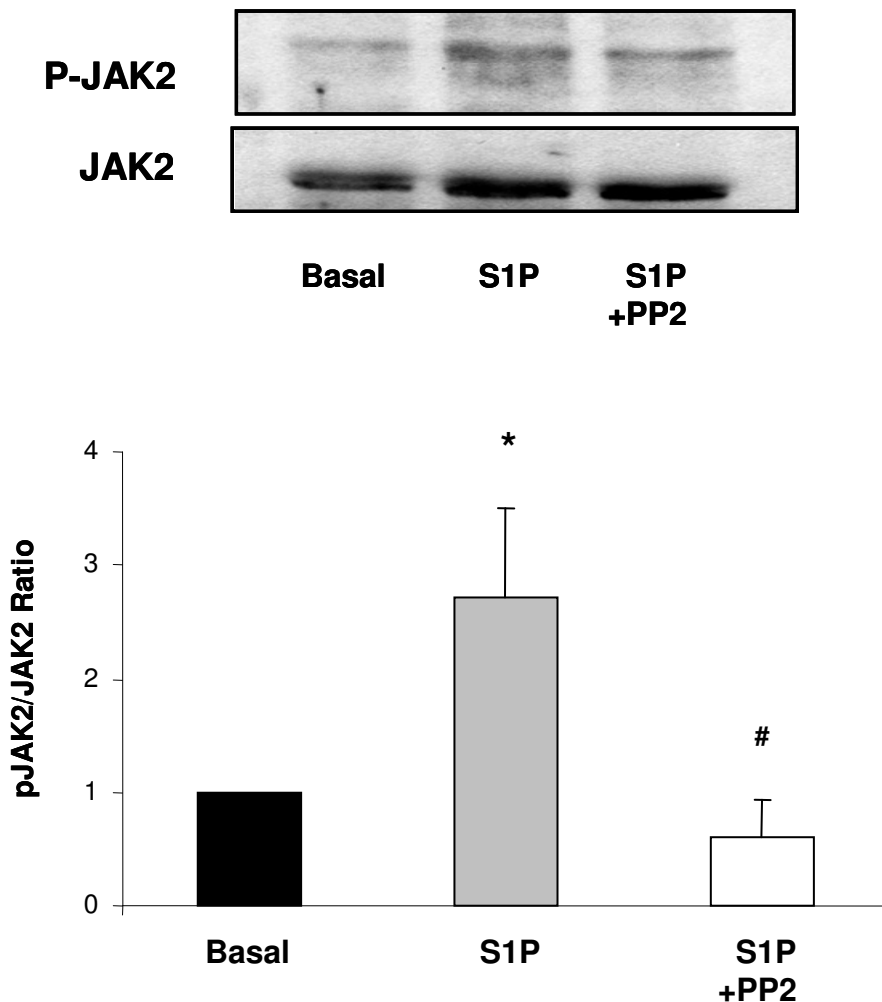 P-JAK2
JAK2
Basal S1P S1P
+PP2
4
3
2
1
0
pJAK2/JAK2 Ratio
*
#
Basal S1P S1P
+PP2